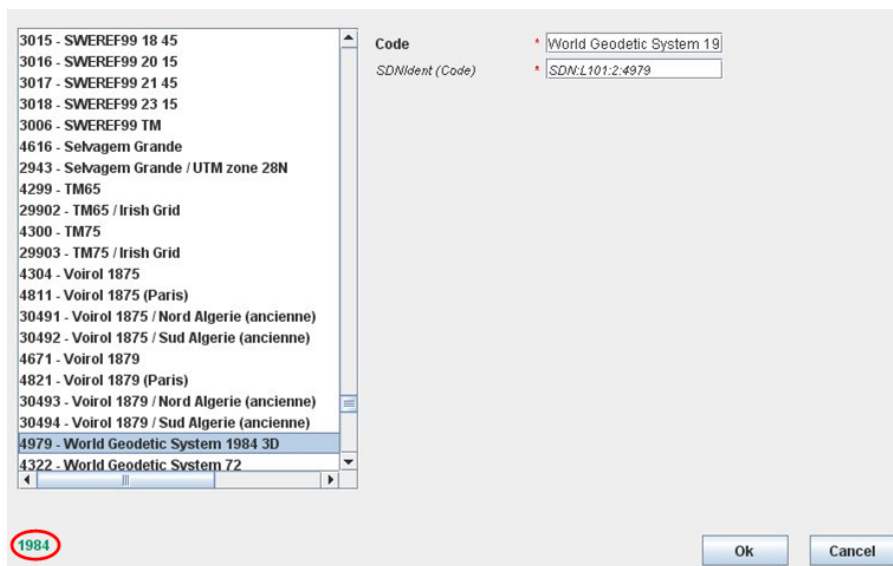 3015 - SWEREF99 18 45
3016 - SWEREF99 20 15
3017 - SWEREF99 21 45
3018 - SWEREF99 23 15
3006 - SWEREF99 TM
4616 - Selvagem Grande
2943 - Selvagem Grande / UTM zone 28N
4299 - TM65
29902 - TM65 / Irish Grid
4300 - TM75
29903 - TM75 / Irish Grid
4304 - Voirol 1875
4811 - Voirol 1875 (Paris)
30491 - Voirol 1875 / Nord Algerie (ancienne)
30492 - Voirol 1875 / Sud Algerie (ancienne)
4671 - Voirol 1879
4821 - Voirol 1879 (Paris)
30493 - Voirol 1879 / Nord Algerie (ancienne)
30494 - Voirol 1879 / Sud Algerie (ancienne)
4979 - World Geodetic System 1984 3D
4322 - World Geodetic System 72
Code * World Geodetic System 19
SDNIdent (Code) * SDN:L101:2:4979
1984
Ok Cancel